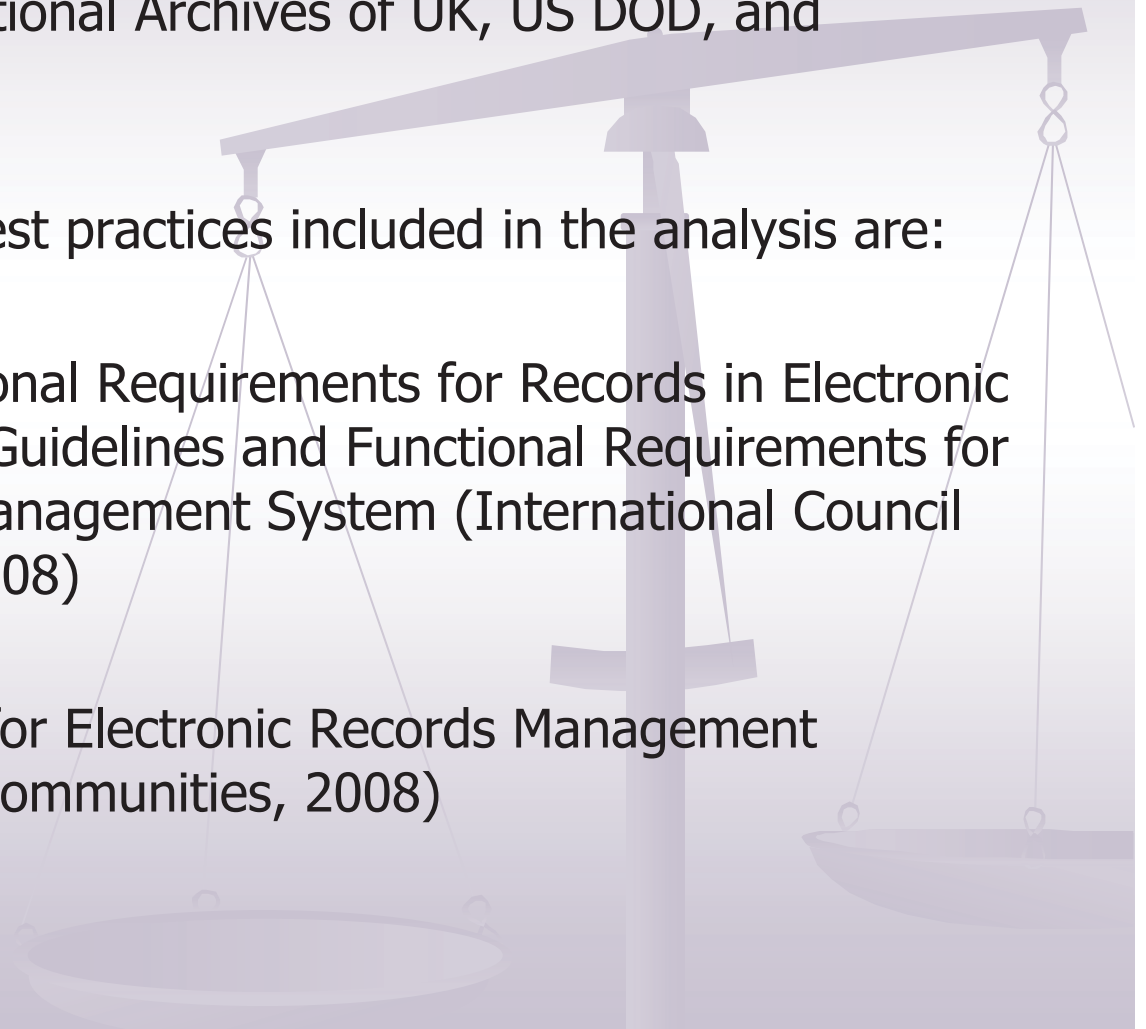 tional Archives of UK, US DOD, and
est practices included in the analysis are:
onal Requirements for Records in Electronic
Guidelines and Functional Requirements for
anagement System (International Council
08)
for Electronic Records Management
ommunities, 2008)